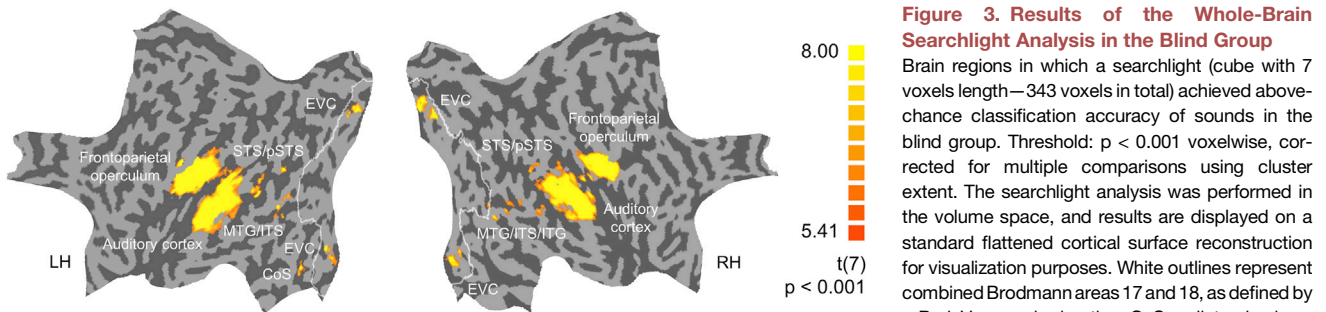 EVC
STS/pSTS
Frontoparietal
operculum
MTG/ITS
Auditory cortex
EVC
CoS
LH
EVC
Frontoparietal
operculum
STS/pSTS
Auditory
cortex
MTG/ITS/ITG
EVC
RH
8.00
5.41
t(7)
p < 0.001
Figure 3. Results of the Whole-Brain
Searchlight Analysis in the Blind Group
Brain regions in which a searchlight (cube with 7
voxels length—343 voxels in total) achieved above-
chance classification accuracy of sounds in the
blind group. Threshold: p < 0.001 voxelwise, cor-
rected for multiple comparisons using cluster
extent. The searchlight analysis was performed in
the volume space, and results are displayed on a
standard flattened cortical surface reconstruction
for visualization purposes. White outlines represent
combined Brodmann areas 17 and 18, as defined by